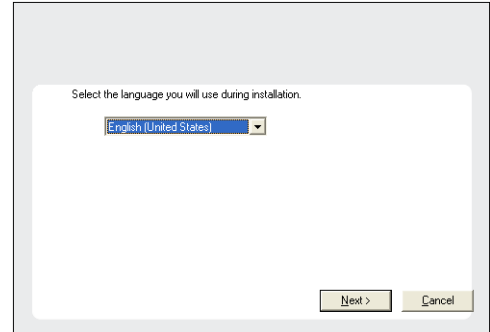 Select the language you will use during installation.
English (United States)
Next >
Cancel